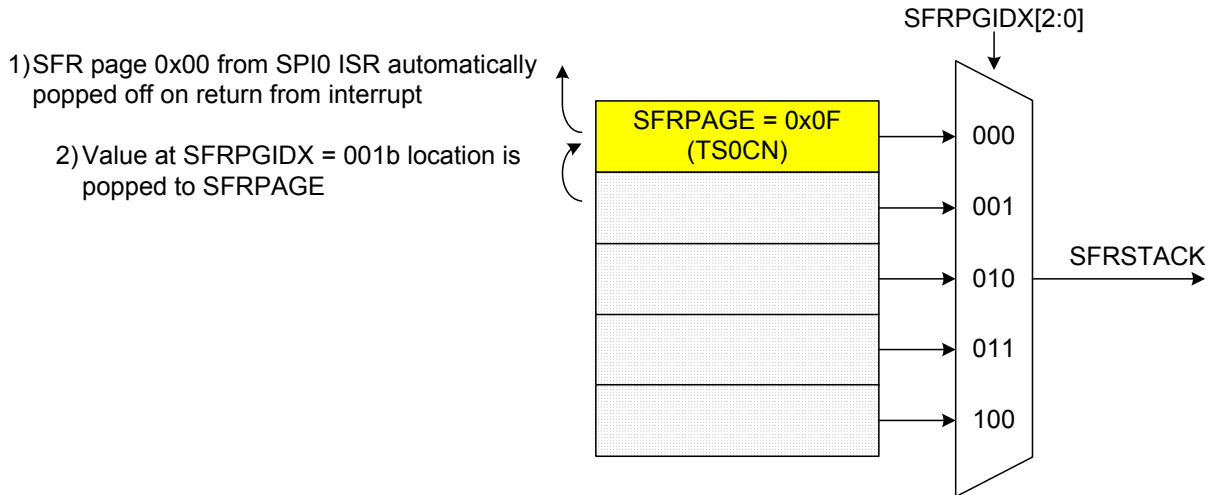 SFRPGIDX[2:0]
1)SFR page 0x00 from SPI0 ISR automatically
popped off on return from interrupt
2)Value at SFRPGIDX = 001b location is
popped to SFRPAGE
SFRPAGE = 0x0F
(TS0CN)
000
001
010
011
100
SFRSTACK